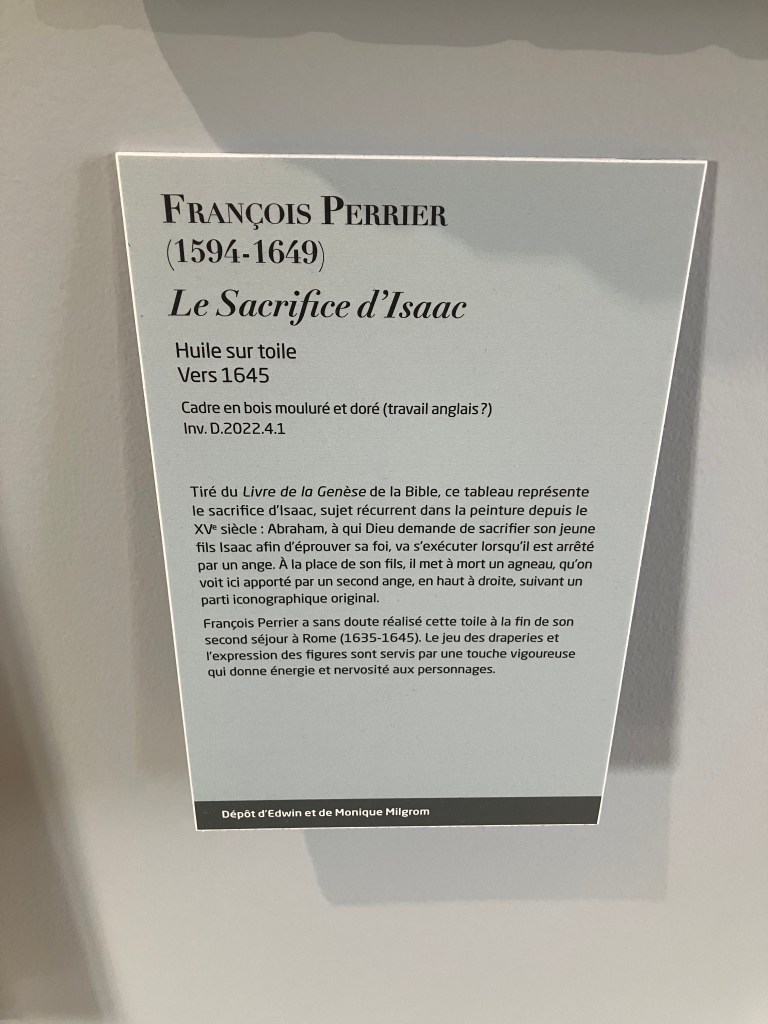 FRANÇOIS PERRIER
(1594-1649)
Le Sacrifice d'Isaac
Huile sur toile
Vers 1645
Cadre en bois mouluré et doré (travail anglais ?)
Inv. D.2022.4.1
Tiré du Livre de la Genèse de la Bible, ce tableau représente
le sacrifice d'Isaac, sujet récurrent dans la peinture depuis le
XVe siècle : Abraham, à qui Dieu demande de sacrifier son jeune
fils Isaac afin d'éprouver sa foi, va s'exécuter lorsqu'il est arrêté
par un ange. À la place de son fils, il met à mort un agneau, qu'on
voit ici apporté par un second ange, en haut à droite, suivant un
parti iconographique original.
François Perrier a sans doute réalisé cette toile à la fin de son
second séjour à Rome (1635-1645). Le jeu des draperies et
l'expression des figures sont servis par une touche vigoureuse
qui donne énergie et nervosité aux personnages.
Dépôt d'Edwin et de Monique Milgrom